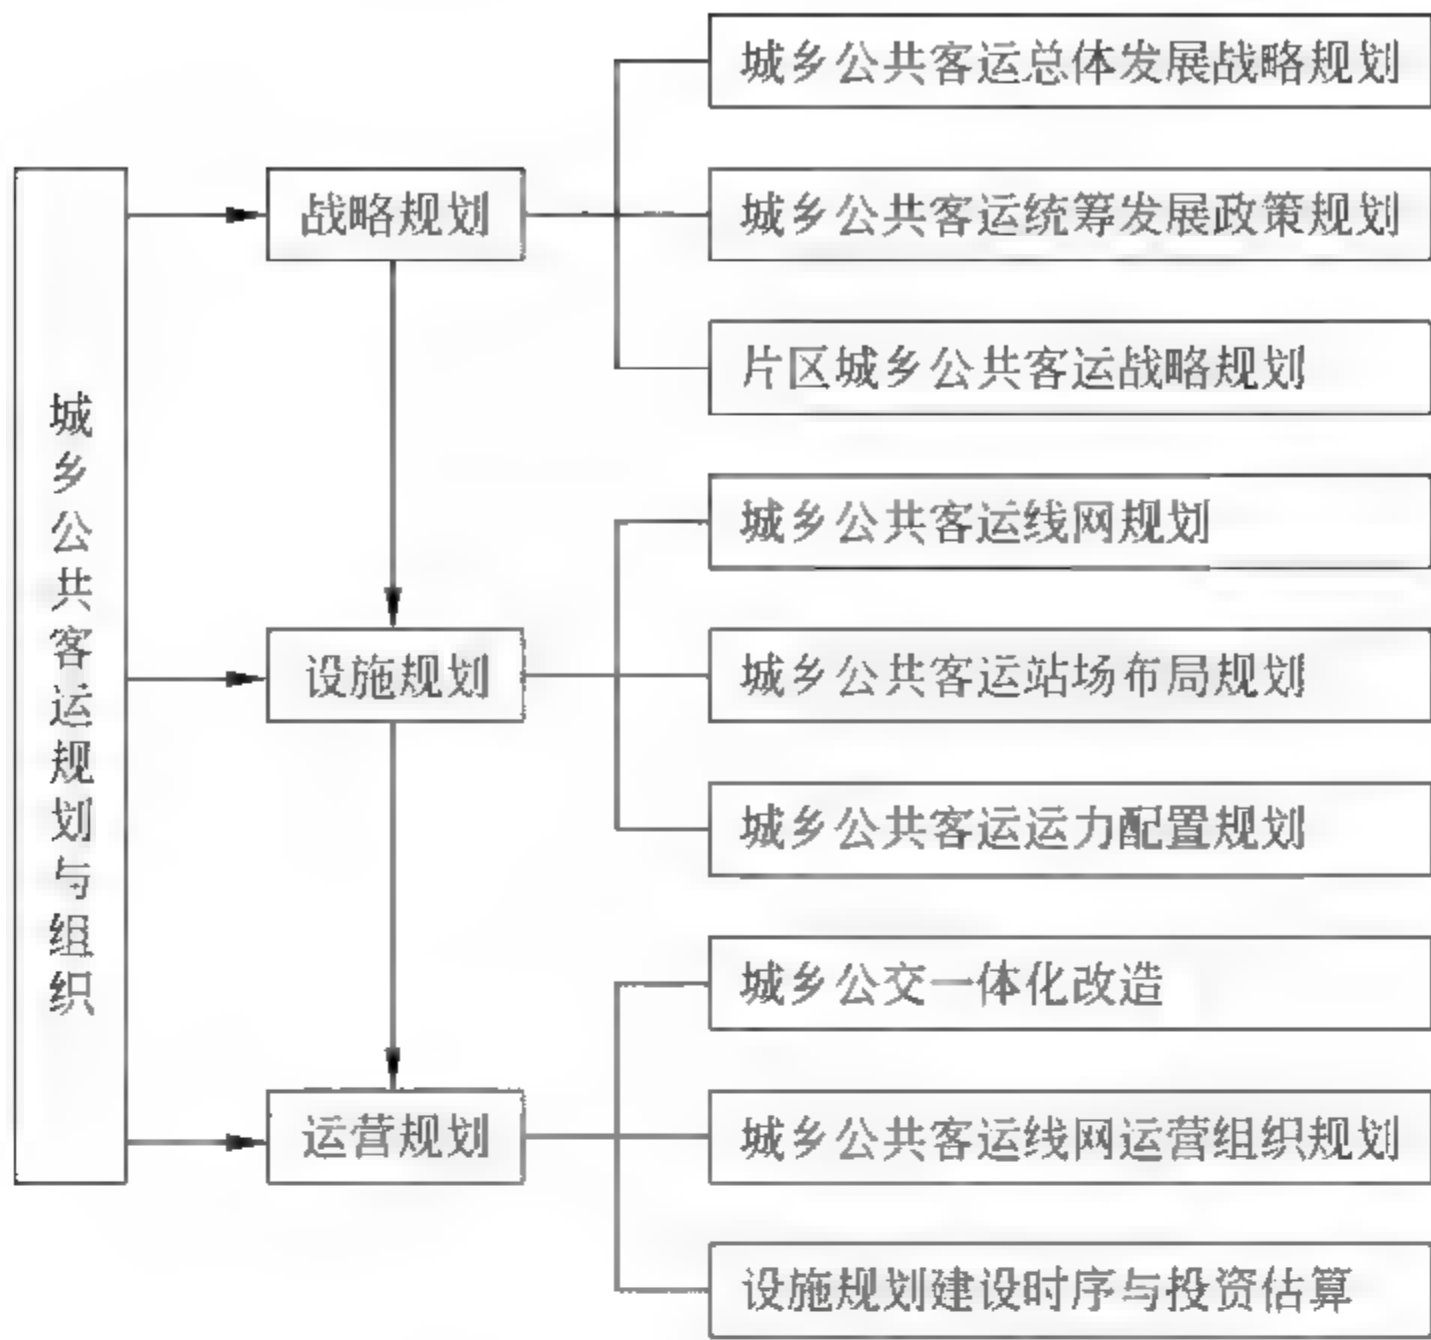 城乡公共客运规划与组织
战略规划
城乡公共客运总体发展战略规划
城乡公共客运统筹发展政策规划
片区城乡公共客运战略规划
设施规划
城乡公共客运线网规划
城乡公共客运站场布局规划
城乡公共客运运力配置规划
运营规划
城乡公交一体化改造
城乡公共客运线网运营组织规划
设施规划建设时序与投资估算